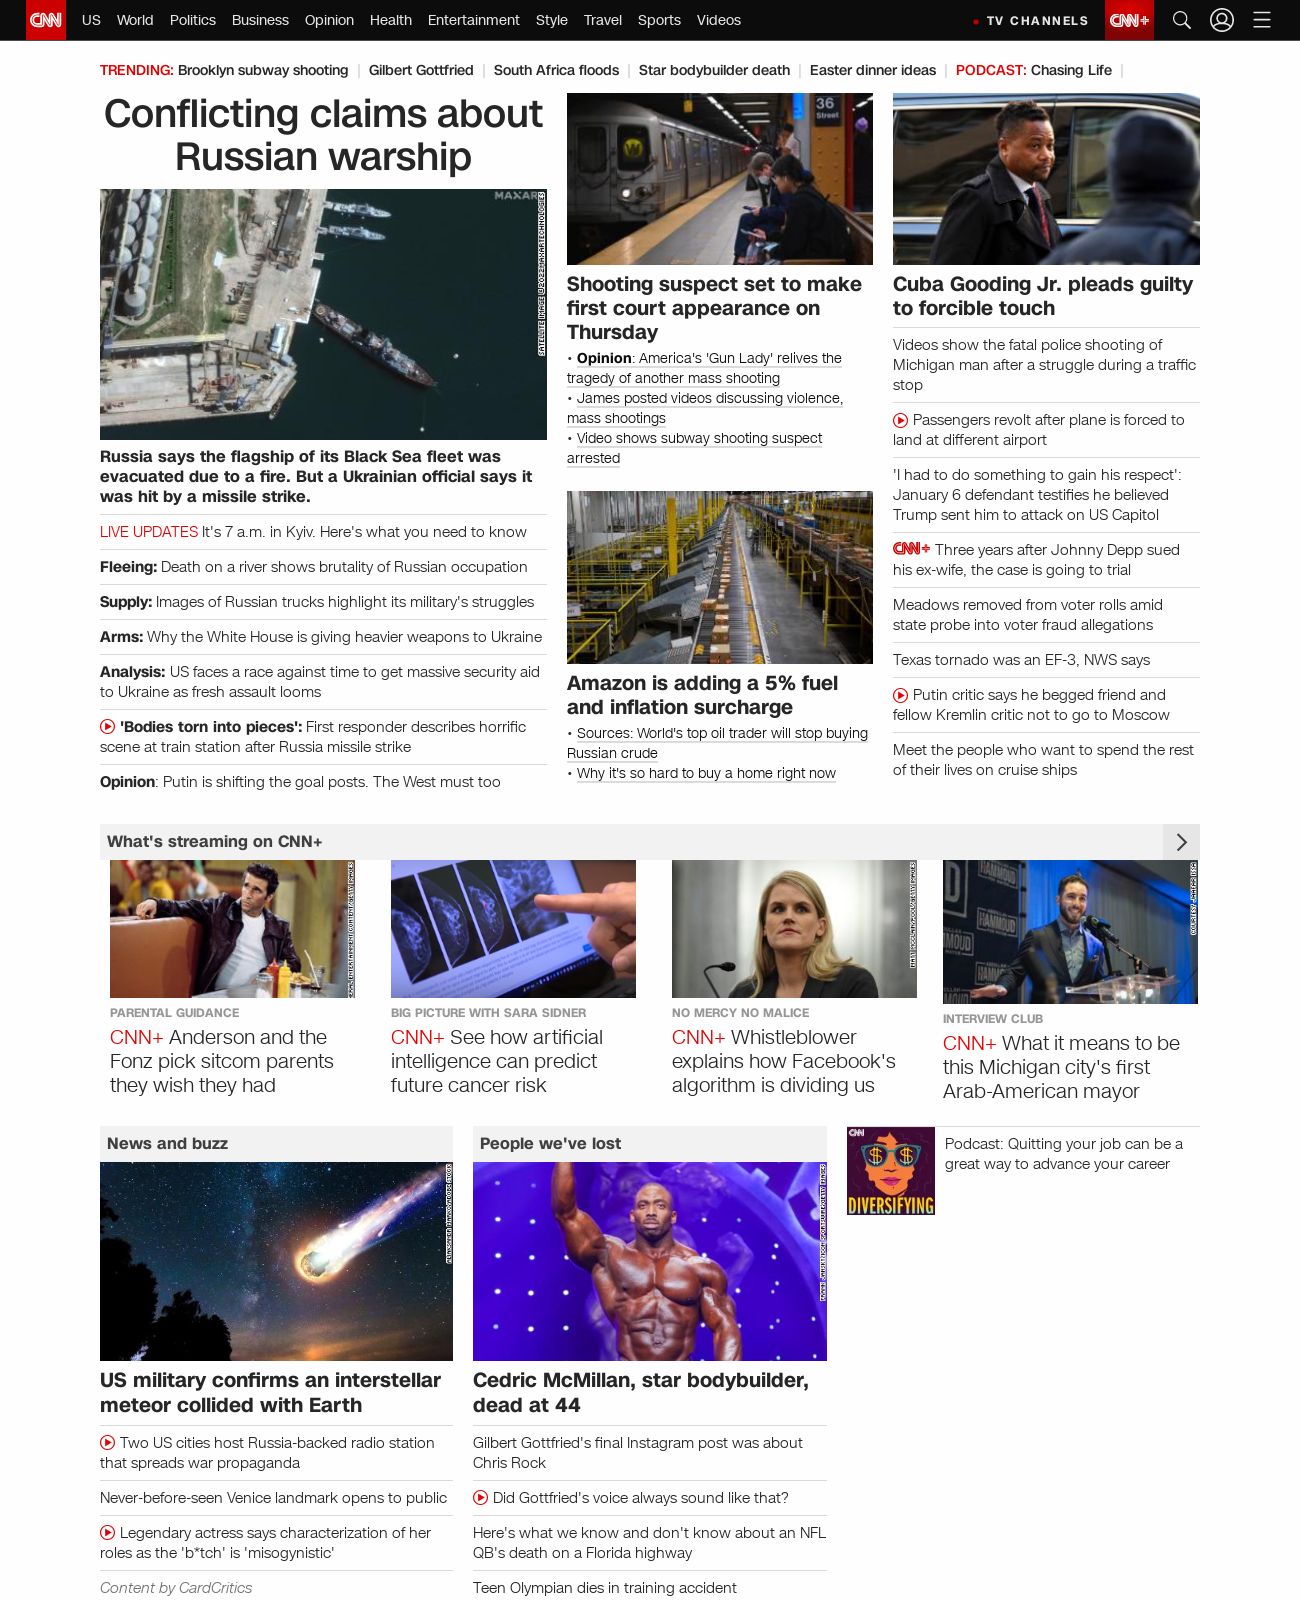 CNN US World Politics Business Opinion Health Entertainment Style Travel Sports Videos TV CHANNELS CNN+
TRENDING: Brooklyn subway shooting Gilbert Gottfried South Africa floods Star bodybuilder death Easter dinner ideas PODCAST: Chasing Life
Conflicting claims about
Russian warship
MAXAR
SATELLITE IMAGE ©2022 MAXAR TECHNOLOGIES
Russia says the flagship of its Black Sea fleet was
evacuated due to a fire. But a Ukrainian official says it
was hit by a missile strike.
LIVE UPDATES It's 7 a.m. in Kyiv. Here's what you need to know
Fleeing: Death on a river shows brutality of Russian occupation
Supply: Images of Russian trucks highlight its military's struggles
Arms: Why the White House is giving heavier weapons to Ukraine
Analysis: US faces a race against time to get massive security aid
to Ukraine as fresh assault looms
'Bodies torn into pieces': First responder describes horrific
scene at train station after Russia missile strike
Opinion: Putin is shifting the goal posts. The West must too
36
Street
W
Shooting suspect set to make
first court appearance on
Thursday
• Opinion: America's 'Gun Lady' relives the
tragedy of another mass shooting
• James posted videos discussing violence,
mass shootings
• Video shows subway shooting suspect
arrested
Amazon is adding a 5% fuel
and inflation surcharge
• Sources: World's top oil trader will stop buying
Russian crude
• Why it's so hard to buy a home right now
Cuba Gooding Jr. pleads guilty
to forcible touch
Videos show the fatal police shooting of
Michigan man after a struggle during a traffic
stop
Passengers revolt after plane is forced to
land at different airport
'I had to do something to gain his respect':
January 6 defendant testifies he believed
Trump sent him to attack on US Capitol
CNN+ Three years after Johnny Depp sued
his ex-wife, the case is going to trial
Meadows removed from voter rolls amid
state probe into voter fraud allegations
Texas tornado was an EF-3, NWS says
Putin critic says he begged friend and
fellow Kremlin critic not to go to Moscow
Meet the people who want to spend the rest
of their lives on cruise ships
What's streaming on CNN+
PARENTAL GUIDANCE
CNN+ Anderson and the
Fonz pick sitcom parents
they wish they had
BIG PICTURE WITH SARA SIDNER
CNN+ See how artificial
intelligence can predict
future cancer risk
NO MERCY NO MALICE
CNN+ Whistleblower
explains how Facebook's
algorithm is dividing us
HAMMOUD
INTERVIEW CLUB
CNN+ What it means to be
this Michigan city's first
Arab-American mayor
News and buzz
US military confirms an interstellar
meteor collided with Earth
Two US cities host Russia-backed radio station
that spreads war propaganda
Never-before-seen Venice landmark opens to public
Legendary actress says characterization of her
roles as the 'b*tch' is 'misogynistic'
Content by CardCritics
People we've lost
Cedric McMillan, star bodybuilder,
dead at 44
Gilbert Gottfried's final Instagram post was about
Chris Rock
Did Gottfried's voice always sound like that?
Here's what we know and don't know about an NFL
QB's death on a Florida highway
Teen Olympian dies in training accident
CNN
DIVERSIFYING
Podcast: Quitting your job can be a
great way to advance your career